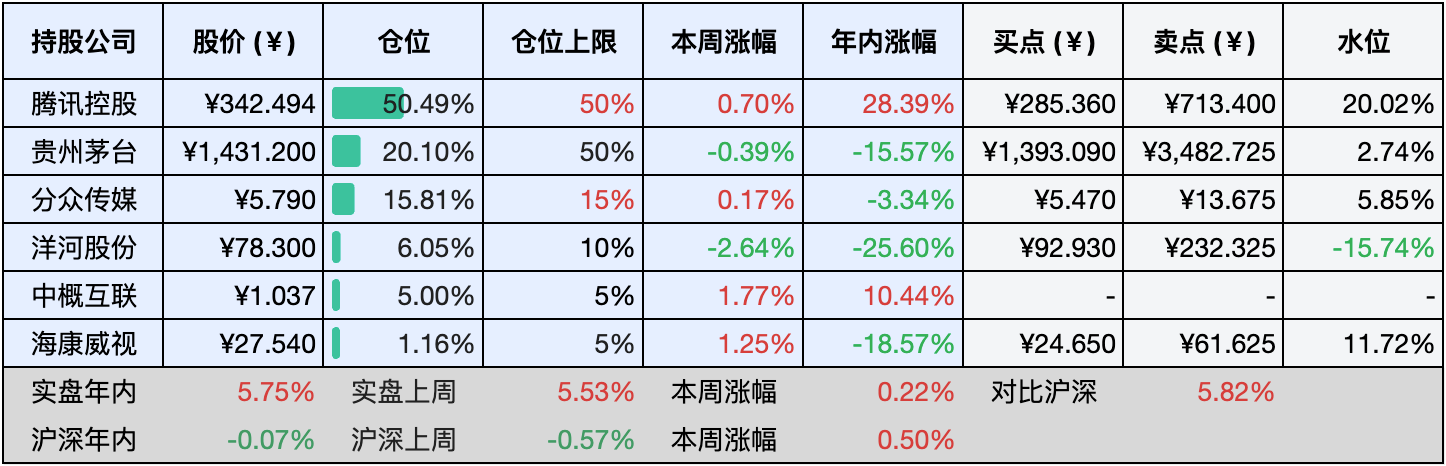 持股公司 股价 (¥) 仓位 仓位上限 本周涨幅 年内涨幅 买点 (¥) 卖点 (¥) 水位
腾讯控股 ¥342.494 50.49% 50% 0.70% 28.39% ¥285.360 ¥713.400 20.02%
贵州茅台 ¥1,431.200 20.10% 50% -0.39% -15.57% ¥1,393.090 ¥3,482.725 2.74%
分众传媒 ¥5.790 15.81% 15% 0.17% -3.34% ¥5.470 ¥13.675 5.85%
洋河股份 ¥78.300 6.05% 10% -2.64% -25.60% ¥92.930 ¥232.325 -15.74%
中概互联 ¥1.037 5.00% 5% 1.77% 10.44% - - -
海康威视 ¥27.540 1.16% 5% 1.25% -18.57% ¥24.650 ¥61.625 11.72%
实盘年内 5.75% 实盘上周 5.53% 本周涨幅 0.22% 对比沪深 5.82%
沪深年内 -0.07% 沪深上周 -0.57% 本周涨幅 0.50%